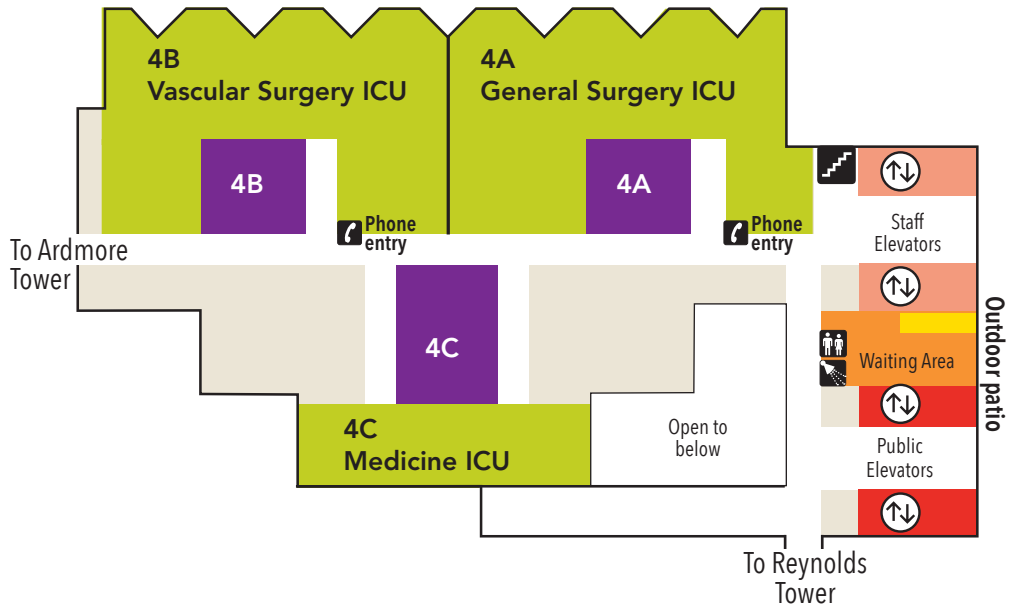 4B
Vascular Surgery ICU
4A
General Surgery ICU
4B
4A
Phone
entry
Phone
entry
Staff
Elevators
To Ardmore
Tower
4C
Waiting Area
Outdoor patio
4C
Medicine ICU
Open to
below
Public
Elevators
To Reynolds
Tower